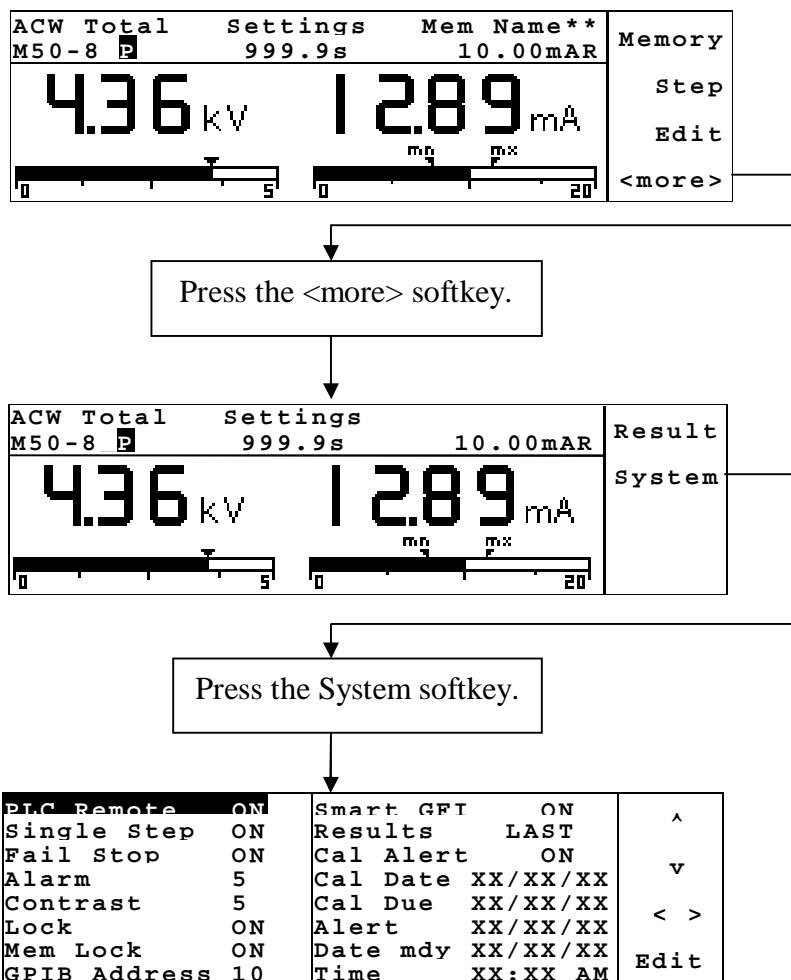 ACW Total Settings Mem Name**
M50-8 P 999.9s 10.00mAR
4.36 kV 12.89 mA
mn mx
0 5 0 20
Memory
Step
Edit
<more>
Press the <more> softkey.
ACW Total Settings
M50-8 P 999.9s 10.00mAR
4.36 kV 12.89 mA
mn mx
0 5 0 20
Result
System
Press the System softkey.
PLC Remote ON Smart GFI ON
Single Step ON Results LAST
Fail Stop ON Cal Alert ON
Alarm 5 Cal Date XX/XX/XX
Contrast 5 Cal Due XX/XX/XX
Lock ON Alert XX/XX/XX
Mem Lock ON Date mdy XX/XX/XX
GPIB Address 10 Time XX:XX AM
^
v
< >
Edit